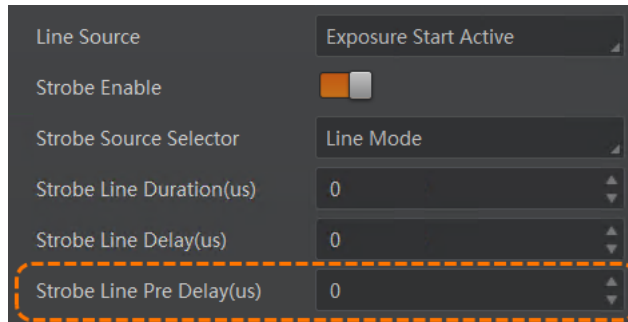 Line Source Exposure Start Active
Strobe Enable
Strobe Source Selector Line Mode
Strobe Line Duration(us) 0
Strobe Line Delay(us) 0
Strobe Line Pre Delay(us) 0